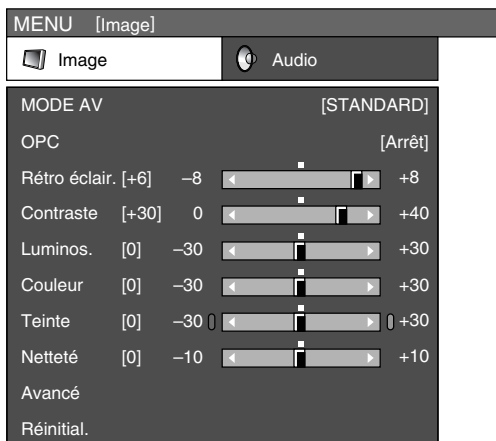 MENU [Image]
Image Audio
MODE AV [STANDARD]
OPC [Arrêt]
Rétro éclair. [+6] –8 +8
Contraste [+30] 0 +40
Luminos. [0] –30 +30
Couleur [0] –30 +30
Teinte [0] –30 +30
Netteté [0] –10 +10
Avancé
Réinitial.